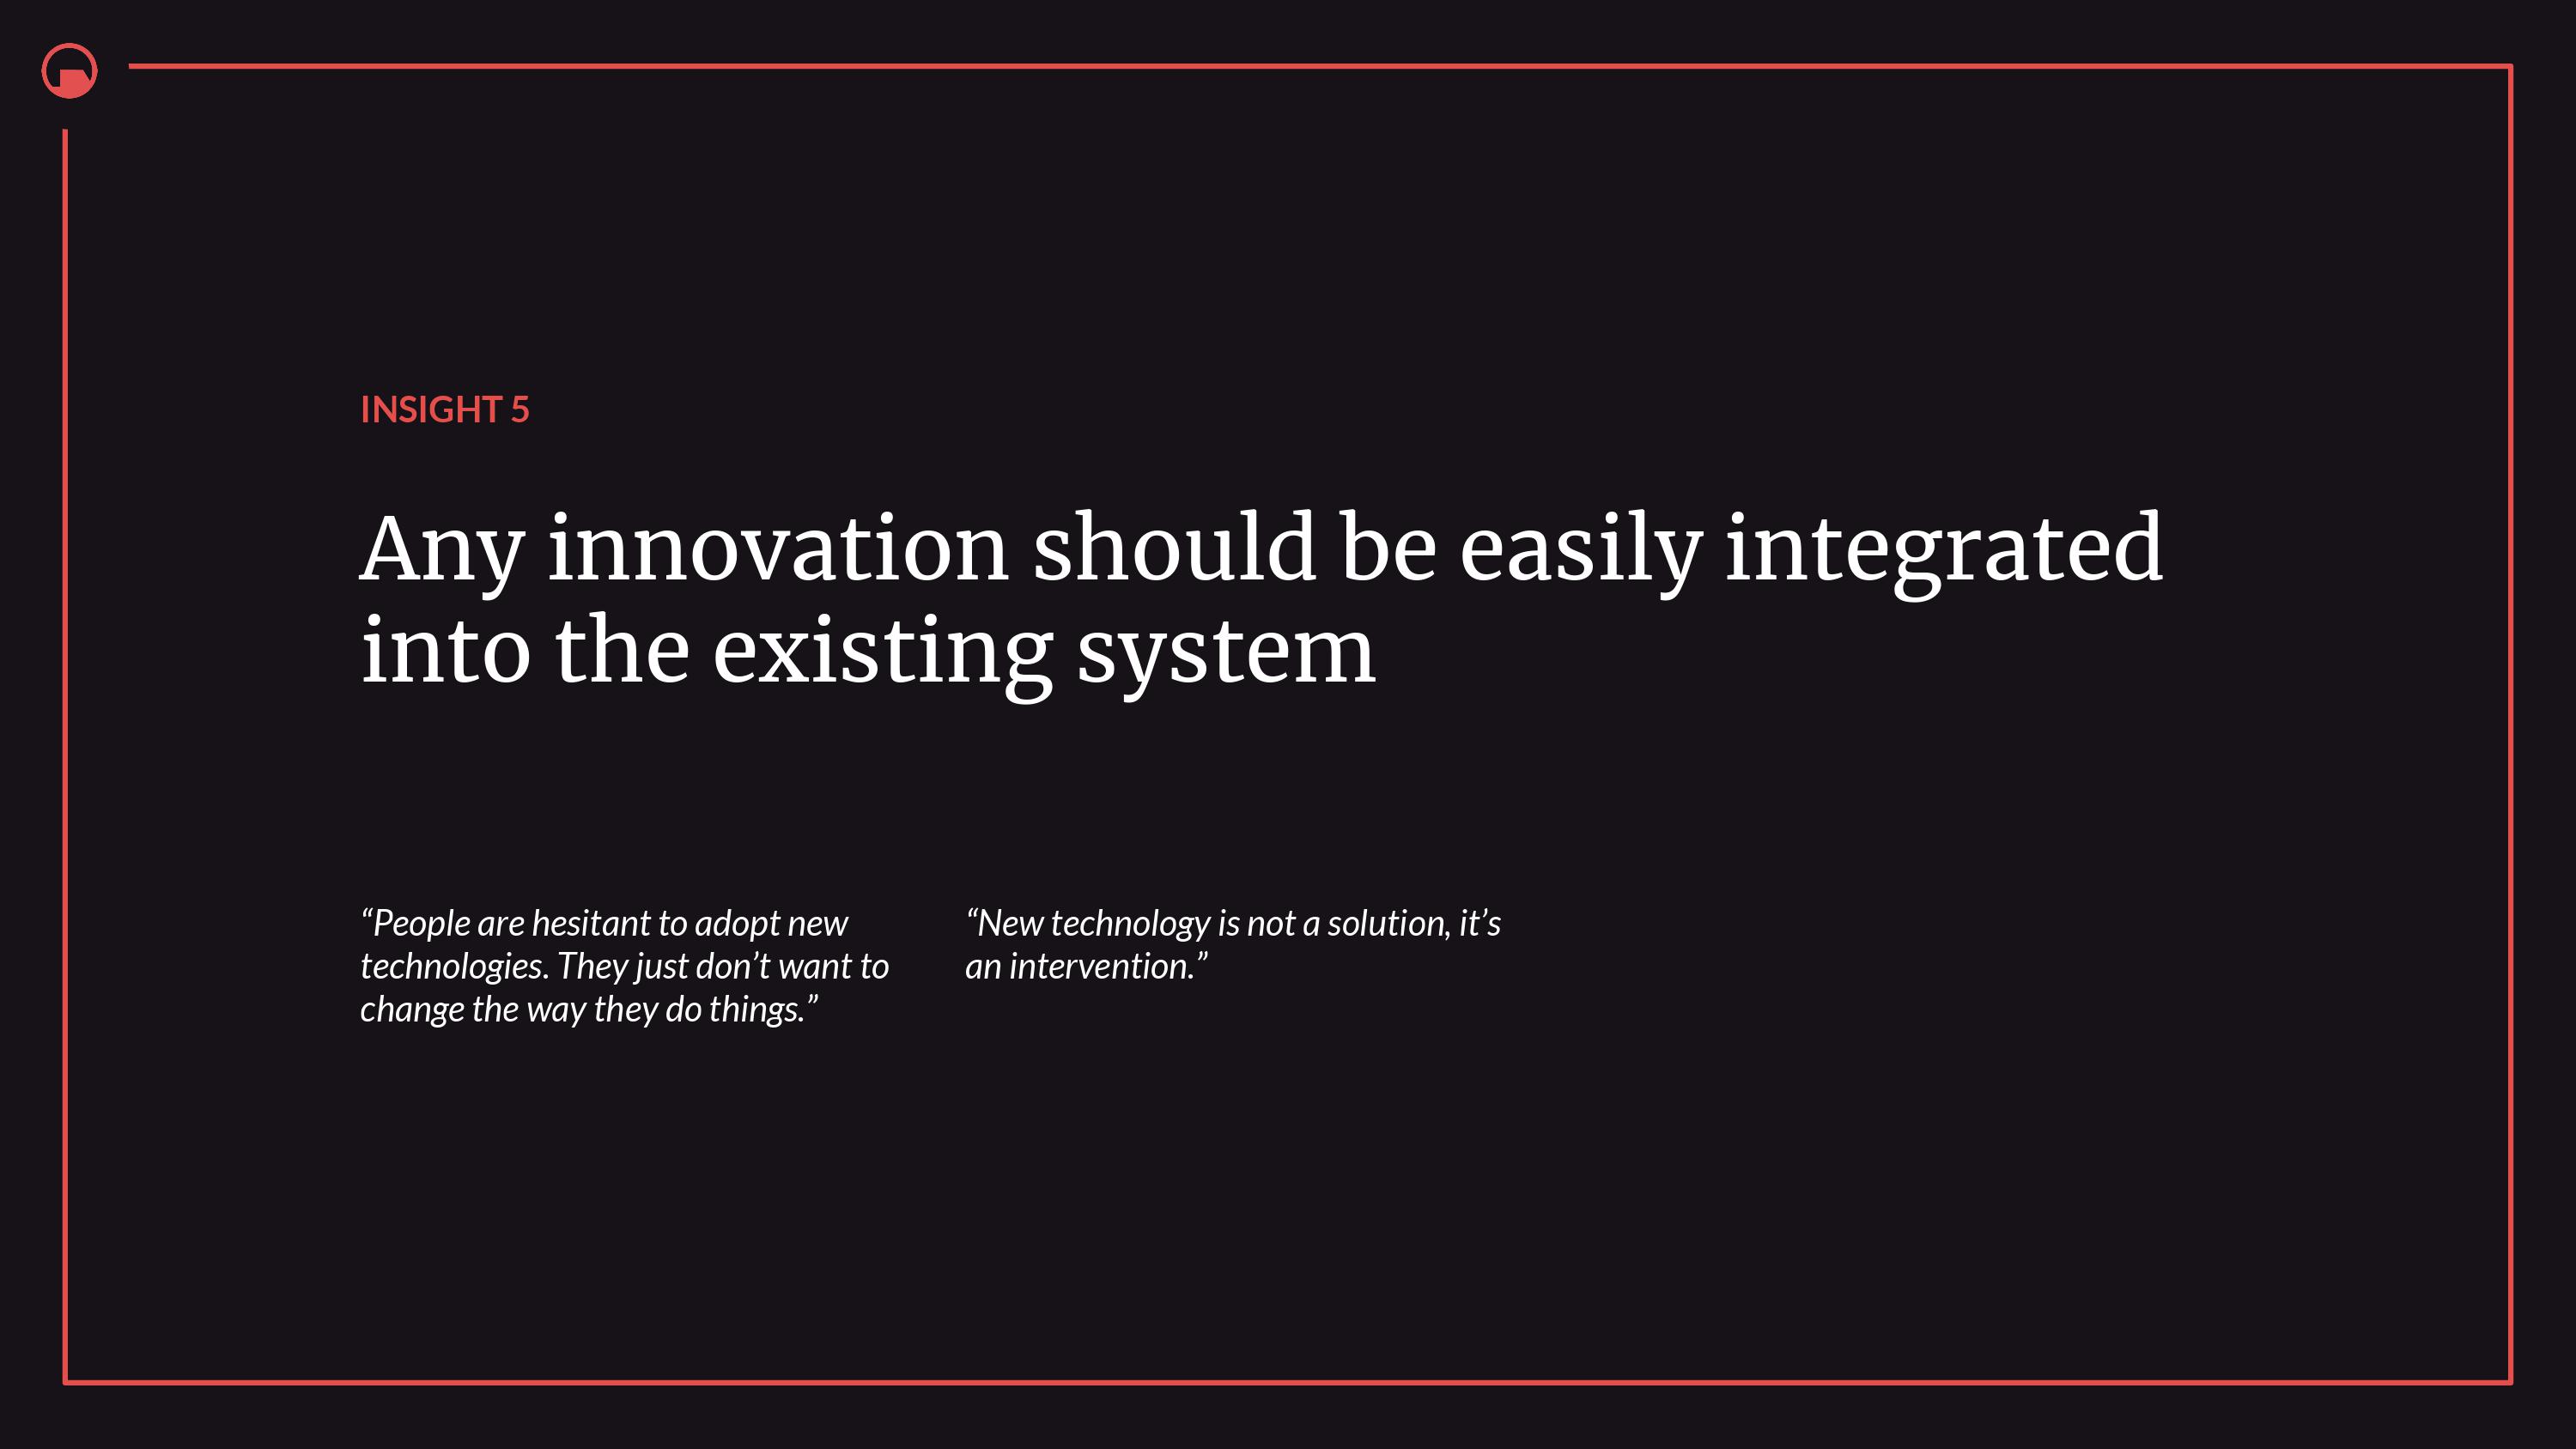 INSIGHT 5
Any innovation should be easily integrated
into the existing system
“People are hesitant to adopt new
technologies. They just don’t want to
change the way they do things.”
“New technology is not a solution, it’s
an intervention.”